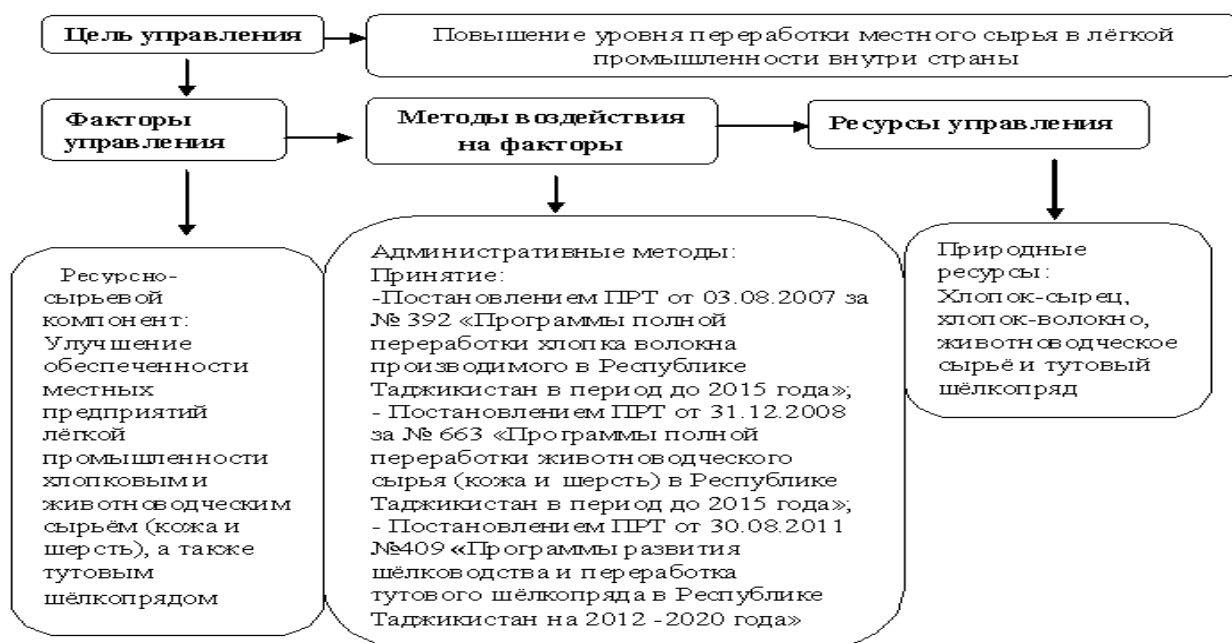 Цель управления
Повышение уровня переработки местного сырья в лёгкой
промышленности внутри страны
Факторы
управления
Методы воздействия
на факторы
Ресурсы управления
Ресурсно-
сырьевой
компонент:
Улучшение
обеспеченности
местных
предприятий
лёгкой
промышленности
хлопковым и
животноводческим
сырьём (кожа и
шерсть), а также
тутовым
шёлкопрядом
Административные методы:
Принятие:
-Постановлением ПРТ от 03.08.2007 за
№ 392 «Программы полной
переработки хлопка волокна
производимого в Республике
Таджикистан в период до 2015 года»;
- Постановлением ПРТ от 31.12.2008
за № 663 «Программы полной
переработки животноводческого
сырья (кожа и шерсть) в Республике
Таджикистан в период до 2015 года»;
- Постановлением ПРТ от 30.08.2011
№409 «Программы развития
шёлководства и переработка
тутового шёлкопряда в Республике
Таджикистан на 2012 -2020 года»
Природные
ресурсы:
Хлопок-сырец,
хлопок-волокно,
животноводческое
сырьё и тутовый
шёлкопряд